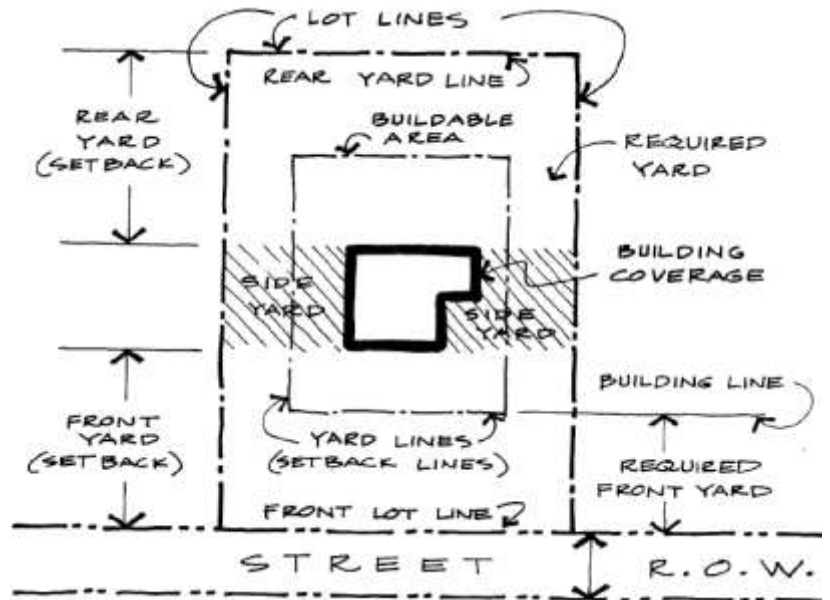 LOT LINES
REAR YARD LINE
REAR
YARD
(SETBACK)
BUILDABLE
AREA
REQUIRED
YARD
SIDE
YARD
BUILDING
COVERAGE
SIDE
YARD
BUILDING LINE
FRONT
YARD
(SETBACK)
YARD LINES
(SETBACK LINES)
REQUIRED
FRONT YARD
FRONT LOT LINE
STREET
R.O.W.